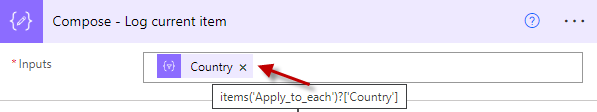 Compose - Log current item
* Inputs
Country
items('Apply_to_each')?['Country']